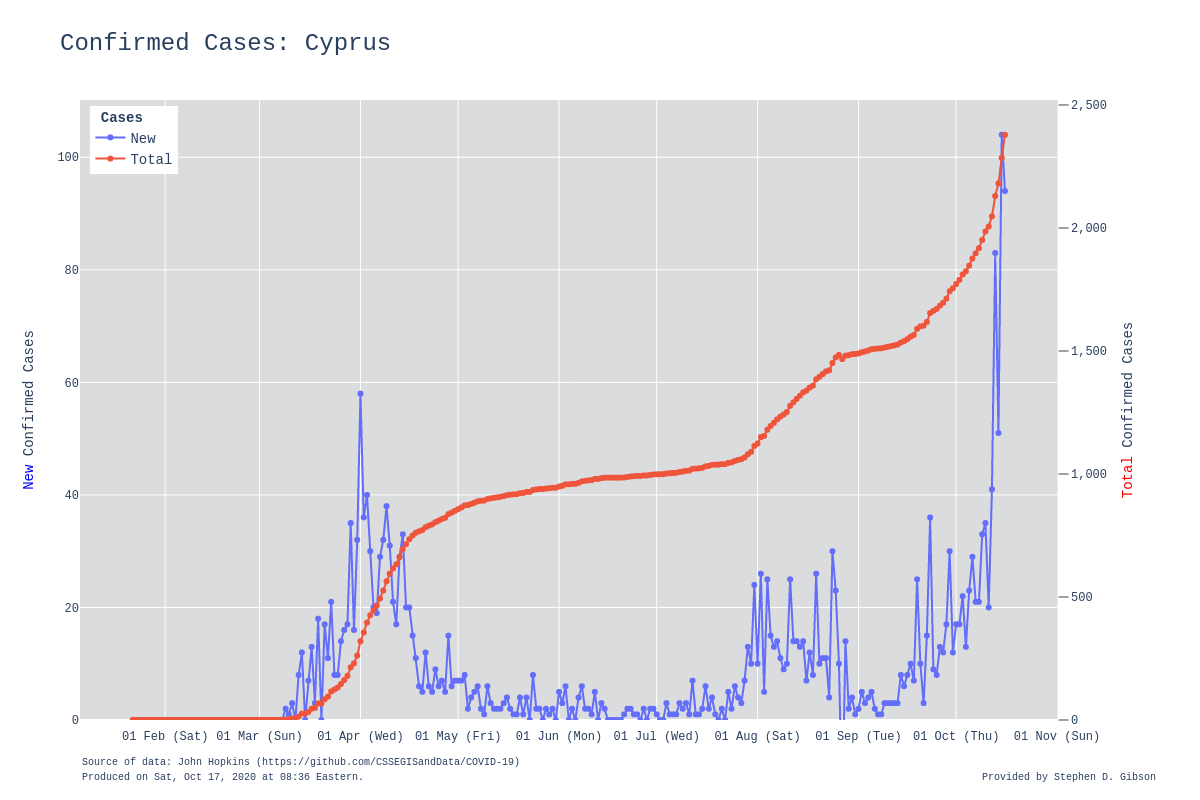 Confirmed Cases: Cyprus
Cases
New
Total
100
80
60
40
20
0
2,500
2,000
1,500
1,000
500
0
New Confirmed Cases
Total Confirmed Cases
01 Feb (Sat) 01 Mar (Sun) 01 Apr (Wed) 01 May (Fri) 01 Jun (Mon) 01 Jul (Wed) 01 Aug (Sat) 01 Sep (Tue) 01 Oct (Thu) 01 Nov (Sun)
Source of data: John Hopkins (https://github.com/CSSEGISandData/COVID-19)
Produced on Sat, Oct 17, 2020 at 08:36 Eastern.
Provided by Stephen D. Gibson